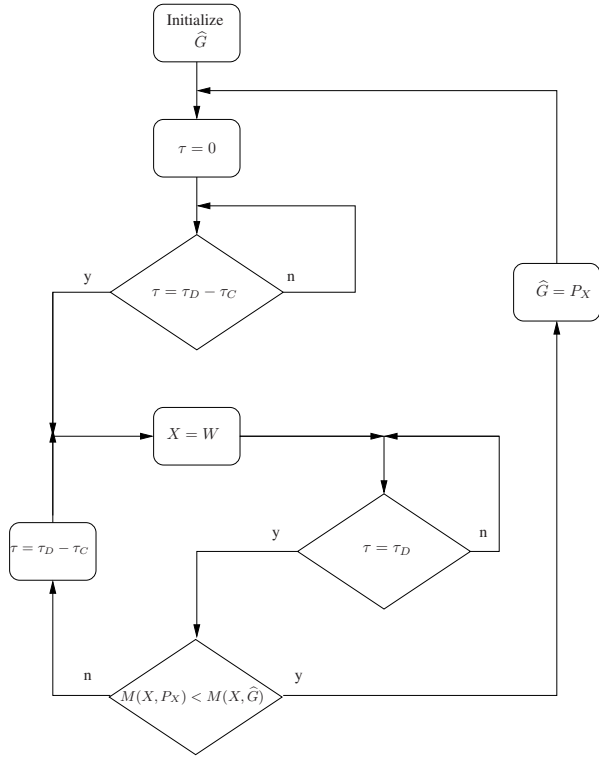 Initialize
Ĝ
τ = 0
y
n
τ = τ_D − τ_C
Ĝ = P_X
X = W
y
n
τ = τ_D − τ_C
τ = τ_D
n
y
M(X, P_X) < M(X, Ĝ)